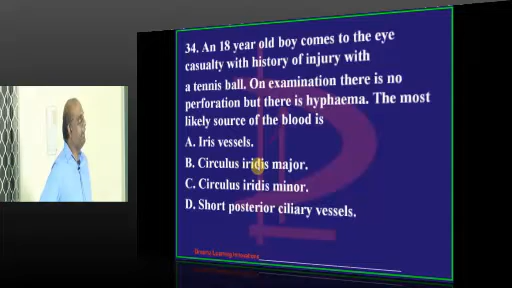 34. An 18 year old boy comes to the eye
casualty with history of injury with
a tennis ball. On examination there is no
perforation but there is hyphaema. The most
likely source of the blood is
A. Iris vessels.
B. Circulus iridis major.
C. Circulus iridis minor.
D. Short posterior ciliary vessels.
Learning Innovations